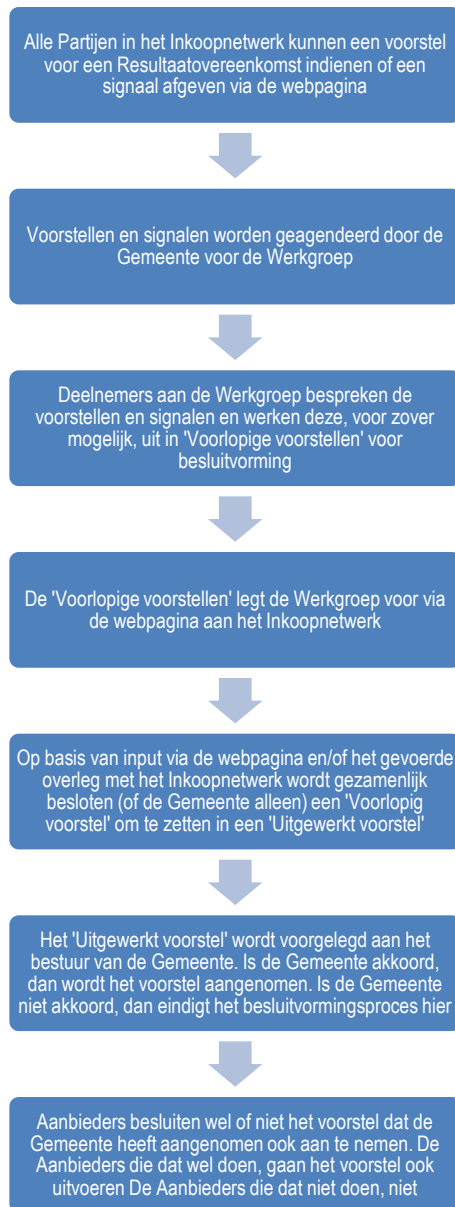 Alle Partijen in het Inkoopnetwerk kunnen een voorstel
voor een Resultaatovereenkomst indienen of een
signaal afgeven via de webpagina
Voorstellen en signalen worden geagendeerd door de
Gemeente voor de Werkgroep
Deelnemers aan de Werkgroep bespreken de
voorstellen en signalen en werken deze, voor zover
mogelijk, uit in 'Voorlopige voorstellen' voor
besluitvorming
De 'Voorlopige voorstellen' legt de Werkgroep voor via
de webpagina aan het Inkoopnetwerk
Op basis van input via de webpagina en/of het gevoerde
overleg met het Inkoopnetwerk wordt gezamenlijk
besloten (of de Gemeente alleen) een 'Voorlopig
voorstel' om te zetten in een 'Uitgewerkt voorstel'
Het 'Uitgewerkt voorstel' wordt voorgelegd aan het
bestuur van de Gemeente. Is de Gemeente akkoord,
dan wordt het voorstel aangenomen. Is de Gemeente
niet akkoord, dan eindigt het besluitvormingsproces hier
Aanbieders besluiten wel of niet het voorstel dat de
Gemeente heeft aangenomen ook aan te nemen. De
Aanbieders die dat wel doen, gaan het voorstel ook
uitvoeren De Aanbieders die dat niet doen, niet